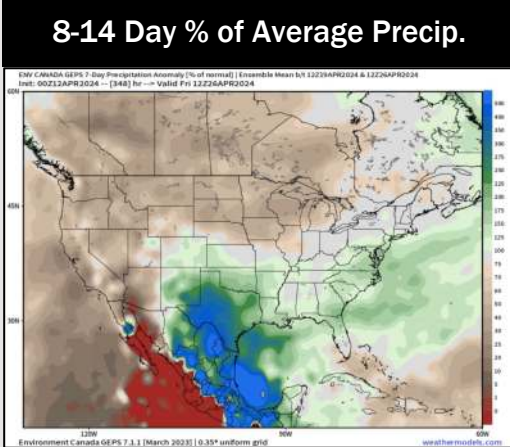 8-14 Day % of Average Precip.
ENV CANADA GEPS 7-Day Precipitation Anomaly [% of normal] | Ensemble Mean b/t 12Z19APR2024 & 12Z26APR2024
Init: 00Z12APR2024 -- [348] hr --> Valid Fri 12Z26APR2024
60N
45N
30N
120W
90W
60W
Environment Canada GEPS 7.1.1 [March 2023] | 0.35° uniform grid
weathermodels.com